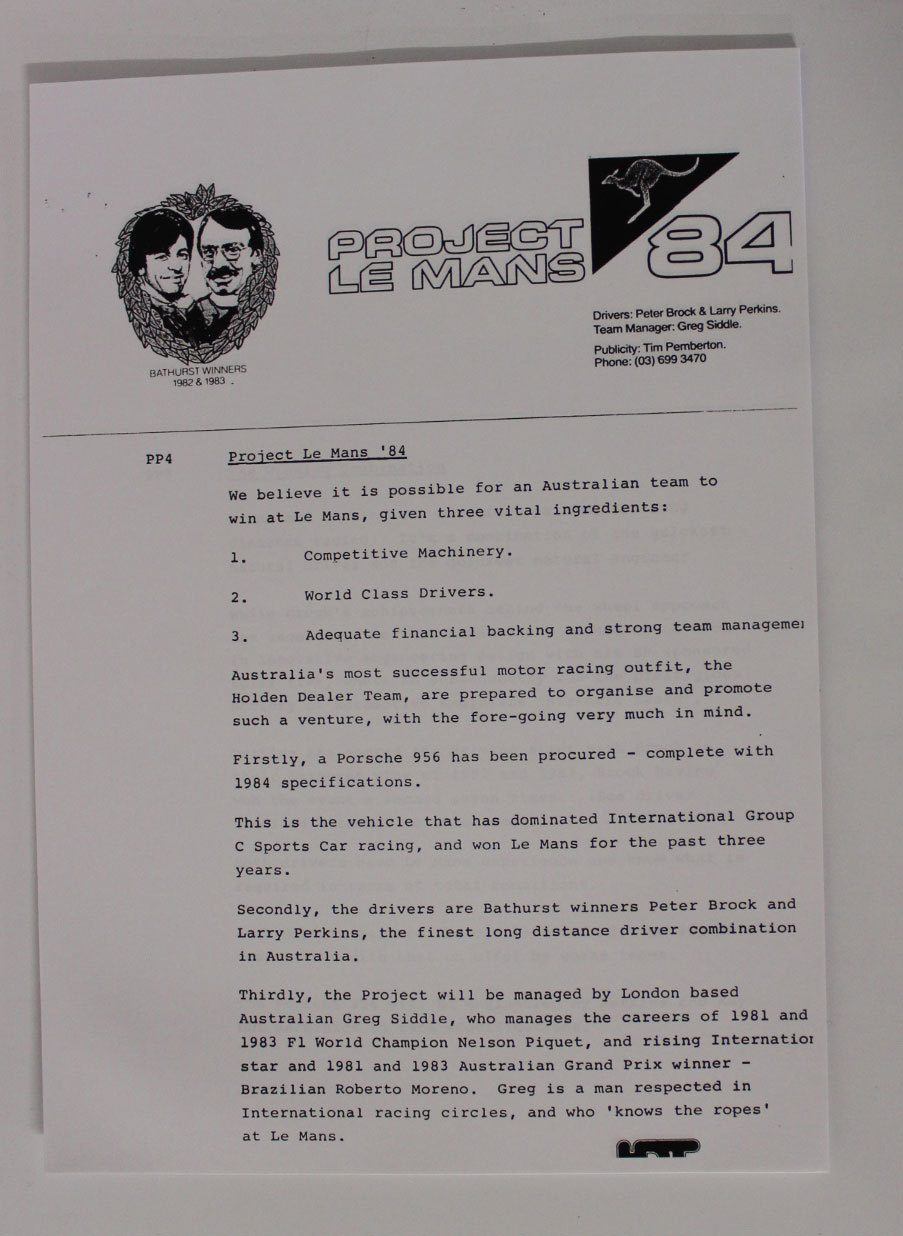 PROJECT
LE MANS '84
BATHURST WINNERS
1982 & 1983
Drivers: Peter Brock & Larry Perkins.
Team Manager: Greg Siddle.
Publicity: Tim Pemberton.
Phone: (03) 699 3470
PP4 Project Le Mans '84
We believe it is possible for an Australian team to
win at Le Mans, given three vital ingredients:
1. Competitive Machinery.
2. World Class Drivers.
3. Adequate financial backing and strong team managemen
Australia's most successful motor racing outfit, the
Holden Dealer Team, are prepared to organise and promote
such a venture, with the fore-going very much in mind.
Firstly, a Porsche 956 has been procured - complete with
1984 specifications.
This is the vehicle that has dominated International Group
C Sports Car racing, and won Le Mans for the past three
years.
Secondly, the drivers are Bathurst winners Peter Brock and
Larry Perkins, the finest long distance driver combination
in Australia.
Thirdly, the Project will be managed by London based
Australian Greg Siddle, who manages the careers of 1981 and
1983 F1 World Champion Nelson Piquet, and rising Internation
star and 1981 and 1983 Australian Grand Prix winner -
Brazilian Roberto Moreno. Greg is a man respected in
International racing circles, and who 'knows the ropes'
at Le Mans.